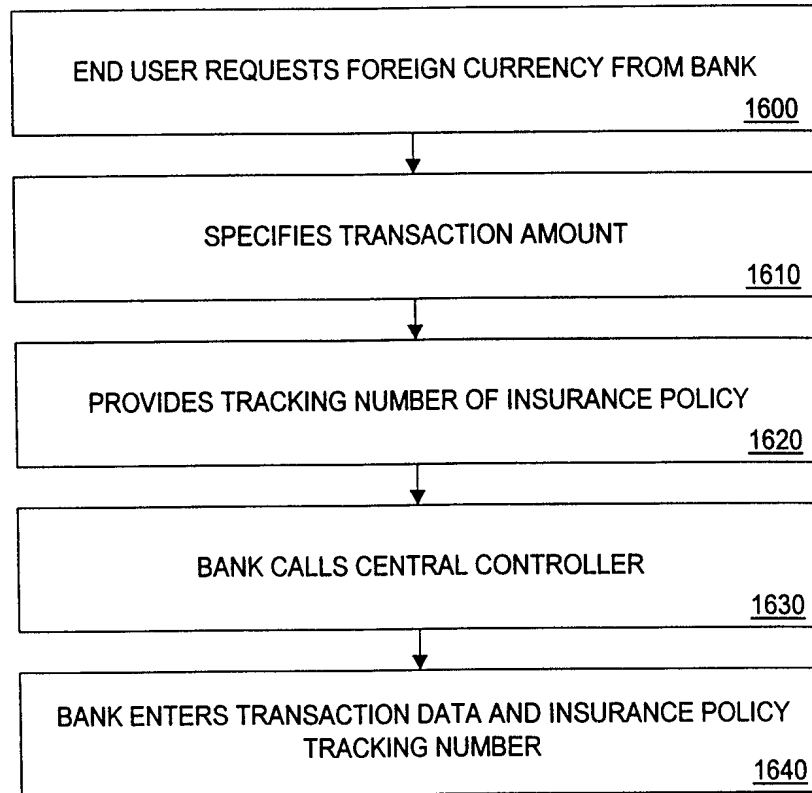 END USER REQUESTS FOREIGN CURRENCY FROM BANK
1600
SPECIFIES TRANSACTION AMOUNT
1610
PROVIDES TRACKING NUMBER OF INSURANCE POLICY
1620
BANK CALLS CENTRAL CONTROLLER
1630
BANK ENTERS TRANSACTION DATA AND INSURANCE POLICY
TRACKING NUMBER
1640